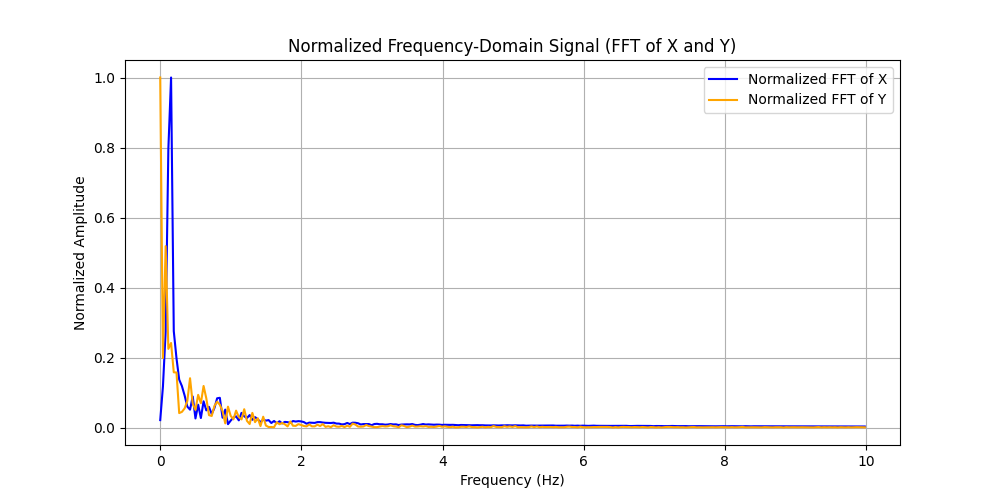 Normalized Frequency-Domain Signal (FFT of X and Y)
Normalized FFT of X
Normalized FFT of Y
Normalized Amplitude
1.0
0.8
0.6
0.4
0.2
0.0
0 2 4 6 8 10
Frequency (Hz)